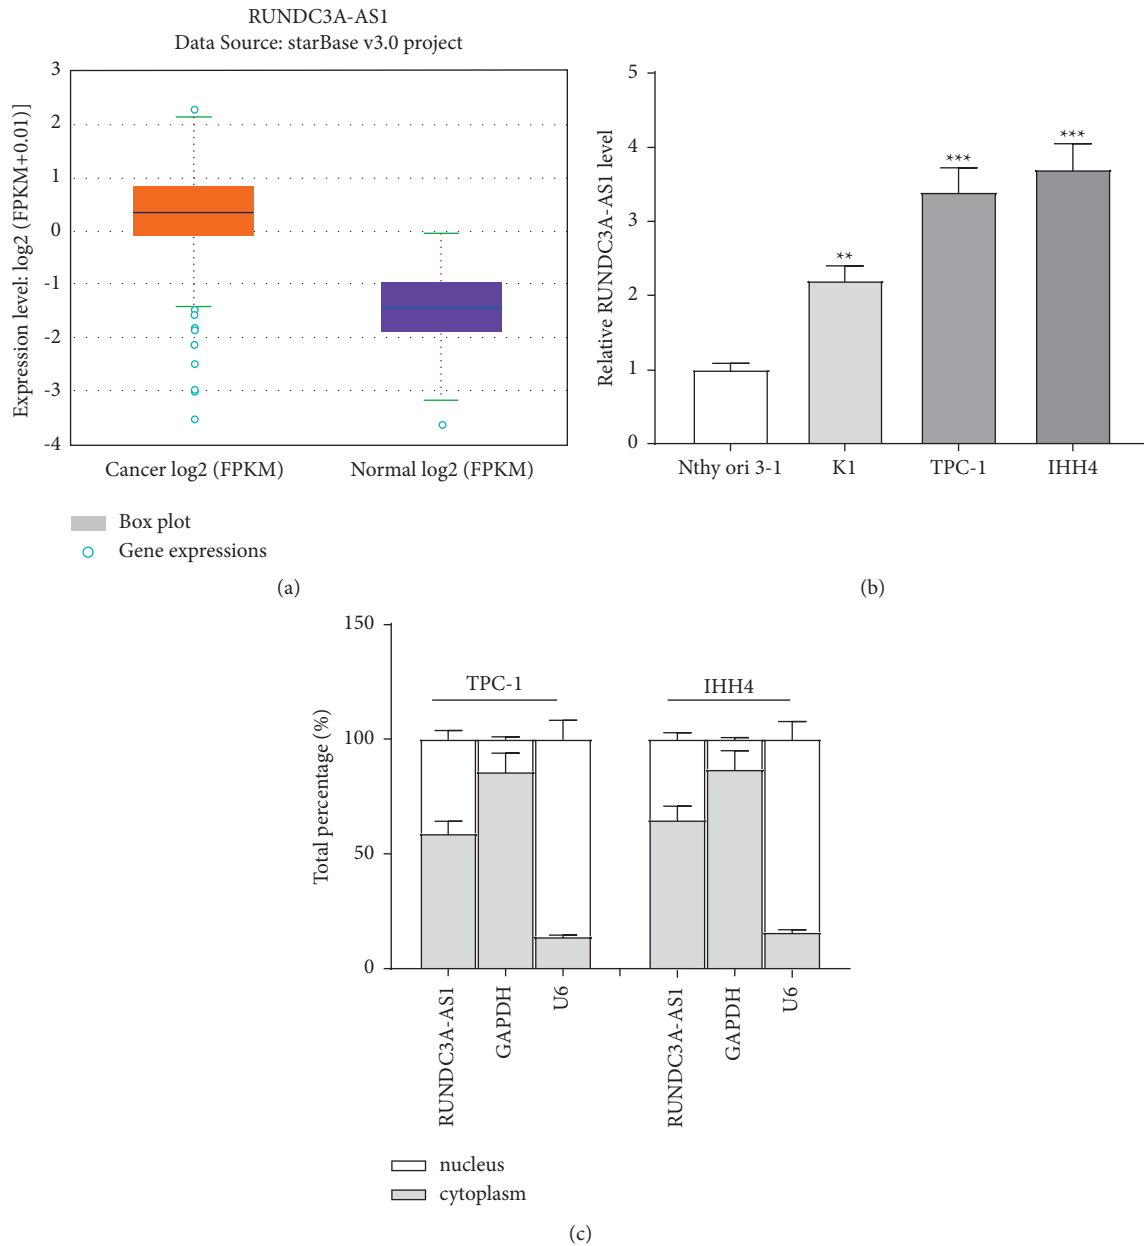 RUNDC3A-AS1
Data Source: starBase v3.0 project
Expression level: log2 (FPKM+0.01)]
3
2
1
0
-1
-2
-3
-4
Cancer log2 (FPKM)
Normal log2 (FPKM)
Box plot
Gene expressions
(a)
Relative RUNDC3A-AS1 level
5
4
3
2
1
0
**
***
***
Nthy ori 3-1
K1
TPC-1
IHH4
(b)
Total percentage (%)
150
100
50
0
TPC-1
IHH4
RUNDC3A-AS1
GAPDH
U6
RUNDC3A-AS1
GAPDH
U6
nucleus
cytoplasm
(c)